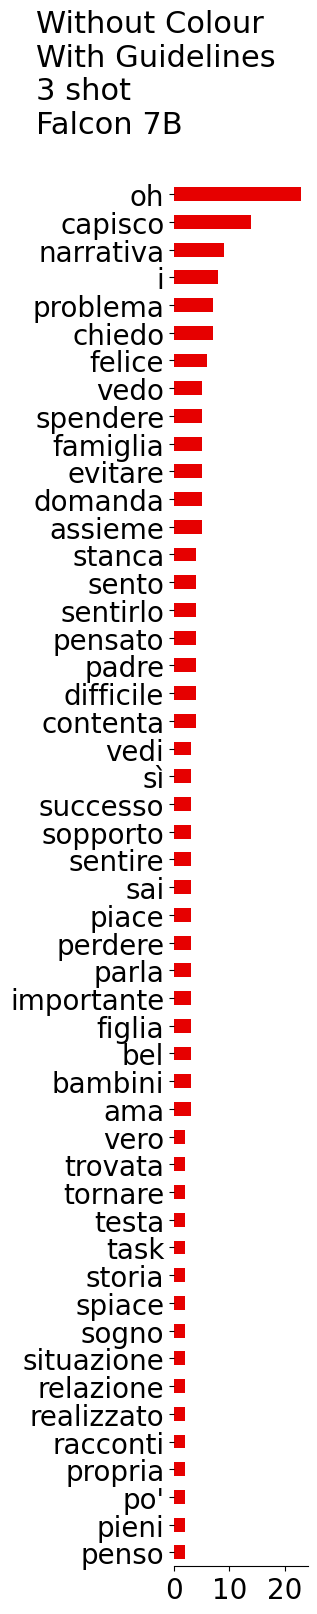 Without Colour
With Guidelines
3 shot
Falcon 7B
oh
capisco
narrativa
i
problema
chiedo
felice
vedo
spendere
famiglia
evitare
domanda
assieme
stanca
sento
sentirlo
pensato
padre
difficile
contenta
vedi
sì
successo
sopporto
sentire
sai
piace
perdere
parla
importante
figlia
bel
bambini
ama
vero
trovata
tornare
testa
task
storia
spiace
sogno
situazione
relazione
realizzato
racconti
propria
po'
pieni
penso
0 10 20